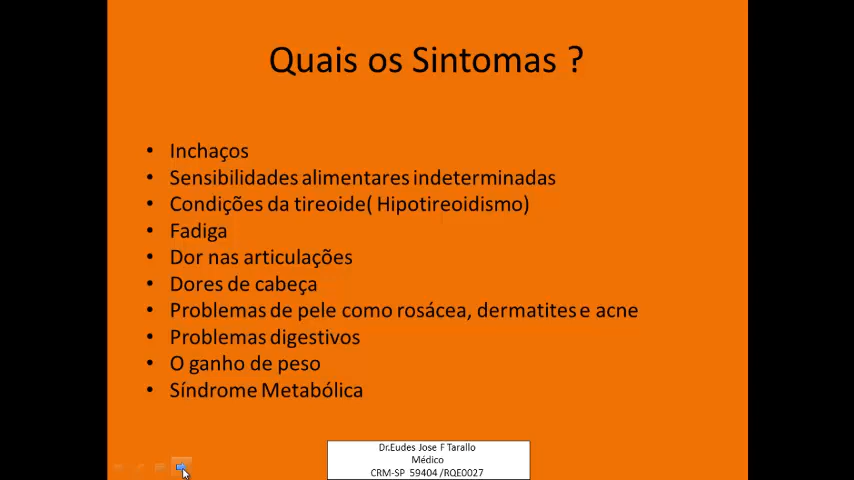 Quais os Sintomas ?
• Inchaços
• Sensibilidades alimentares indeterminadas
• Condições da tireoide( Hipotireoidismo)
• Fadiga
• Dor nas articulações
• Dores de cabeça
• Problemas de pele como rosácea, dermatites e acne
• Problemas digestivos
• O ganho de peso
• Síndrome Metabólica
Dr.Eudes Jose F Tarallo
Médico
CRM-SP 59404 /RQE0027